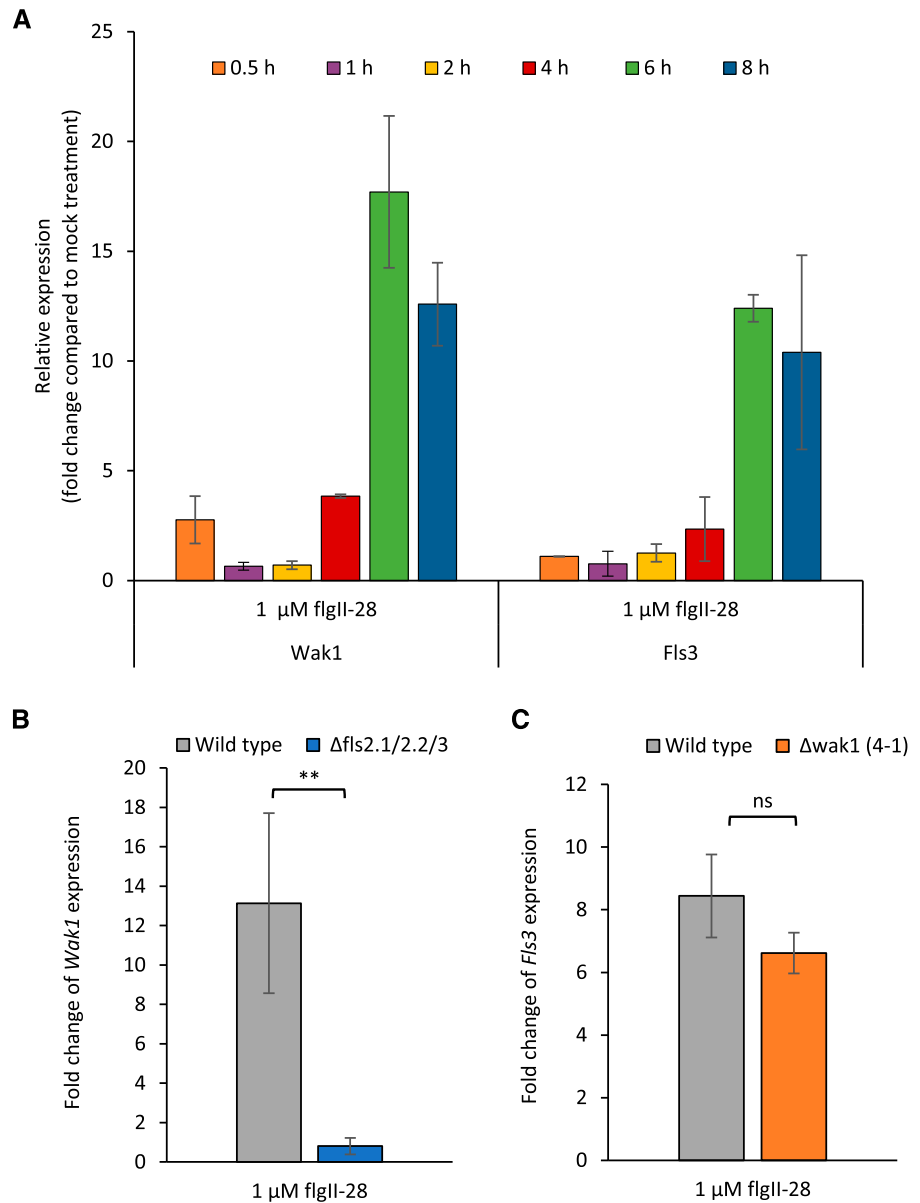 A
25
0.5 h 1 h 2 h 4 h 6 h 8 h
20
15
10
5
0
Relative expression
(fold change compared to mock treatment)
1 μM flgII-28 1 μM flgII-28
Wak1 Fls3
B
Wild type Δfls2.1/2.2/3
20
18
16
14
12
10
8
6
4
2
0
**
Fold change of Wak1 expression
1 μM flgII-28
C
Wild type Δwak1 (4-1)
12
10
8
6
4
2
0
ns
Fold change of Fls3 expression
1 μM flgII-28